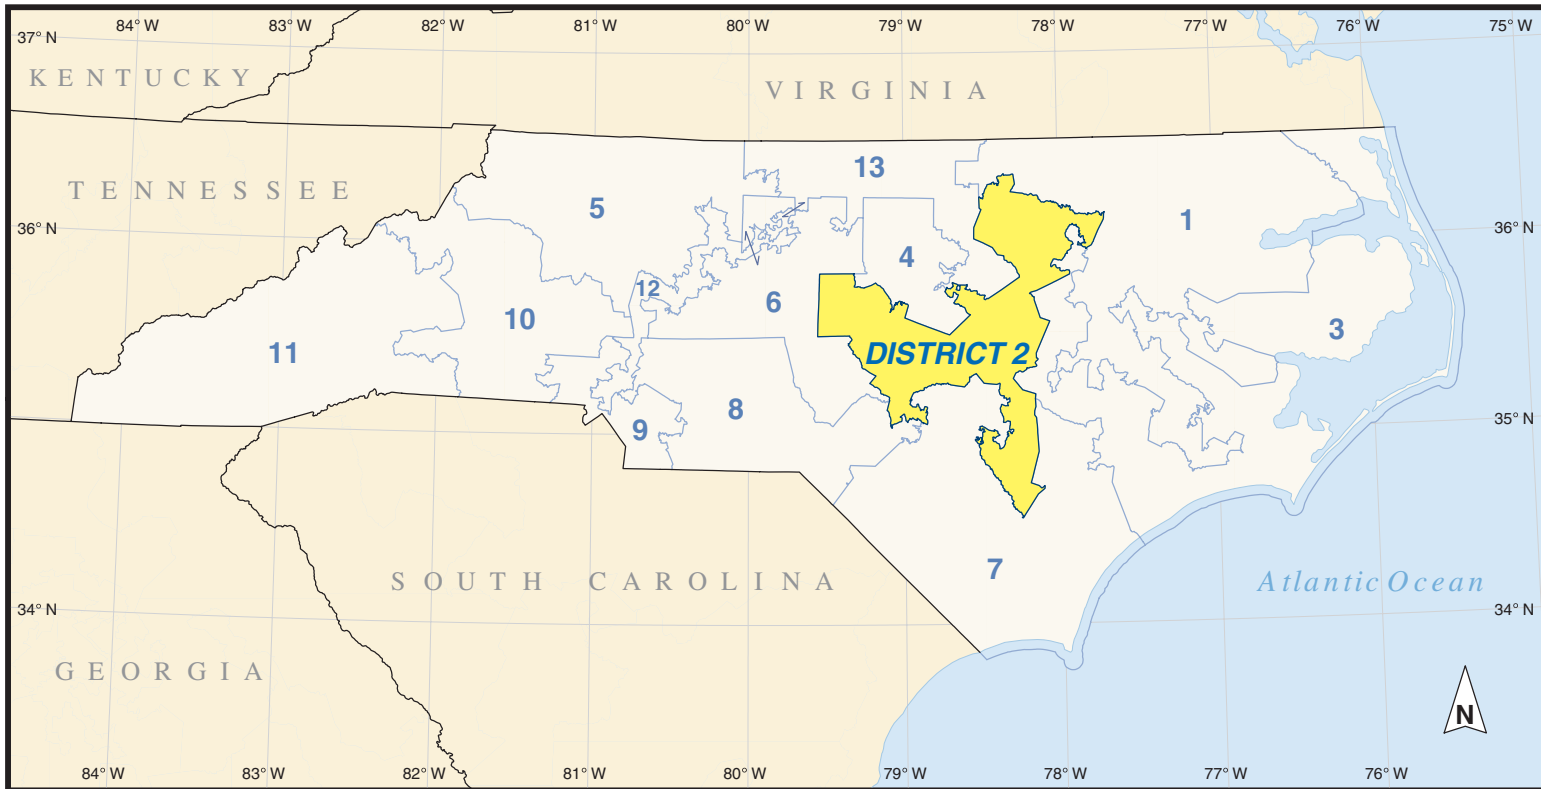 84° W 83° W 82° W 81° W 80° W 79° W 78° W 77° W 76° W 75° W
37° N
KENTUCKY
VIRGINIA
TENNESSEE
13
5
1
36° N
36° N
4
12
6
10
3
11
DISTRICT 2
8
9
35° N
35° N
7
SOUTH CAROLINA
Atlantic Ocean
34° N
34° N
GEORGIA
N
84° W 83° W 82° W 81° W 80° W 79° W 78° W 77° W 76° W